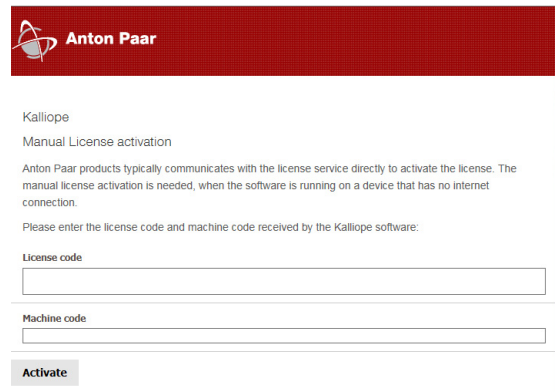 Anton Paar
Kalliope
Manual License activation
Anton Paar products typically communicates with the license service directly to activate the license. The
manual license activation is needed, when the software is running on a device that has no internet
connection.
Please enter the license code and machine code received by the Kalliope software:
License code
Machine code
Activate